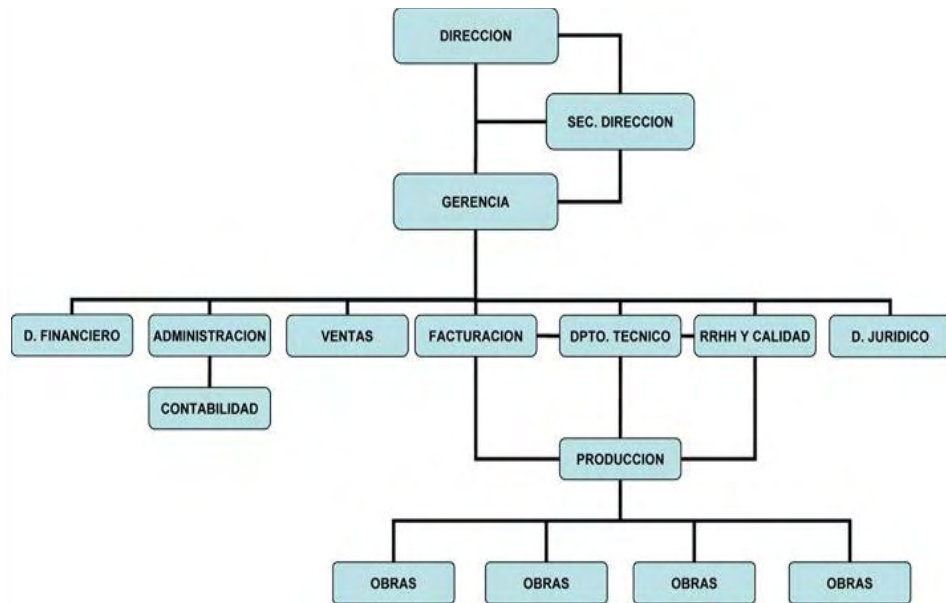 DIRECCION
SEC. DIRECCION
GERENCIA
D. FINANCIERO
ADMINISTRACION
VENTAS
FACTURACION
DPTO. TECNICO
RRHH Y CALIDAD
D. JURIDICO
CONTABILIDAD
PRODUCCION
OBRAS
OBRAS
OBRAS
OBRAS